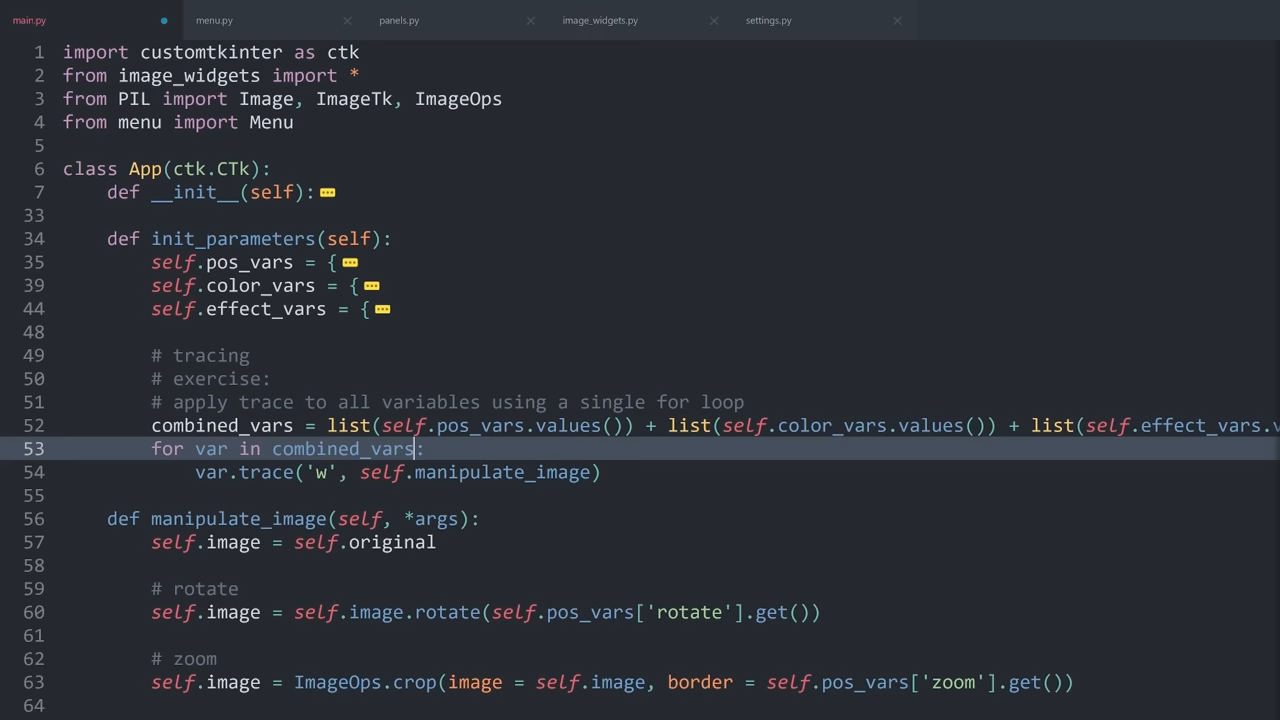 main.py menu.py panels.py image_widgets.py settings.py
1 import customtkinter as ctk
2 from image_widgets import *
3 from PIL import Image, ImageTk, ImageOps
4 from menu import Menu
5
6 class App(ctk.CTk):
7 def __init__(self):
33
34 def init_parameters(self):
35 self.pos_vars = {
39 self.color_vars = {
44 self.effect_vars = {
48
49 # tracing
50 # exercise:
51 # apply trace to all variables using a single for loop
52 combined_vars = list(self.pos_vars.values()) + list(self.color_vars.values()) + list(self.effect_vars.v
53 for var in combined_vars:
54 var.trace('w', self.manipulate_image)
55
56 def manipulate_image(self, *args):
57 self.image = self.original
58
59 # rotate
60 self.image = self.image.rotate(self.pos_vars['rotate'].get())
61
62 # zoom
63 self.image = ImageOps.crop(image = self.image, border = self.pos_vars['zoom'].get())
64